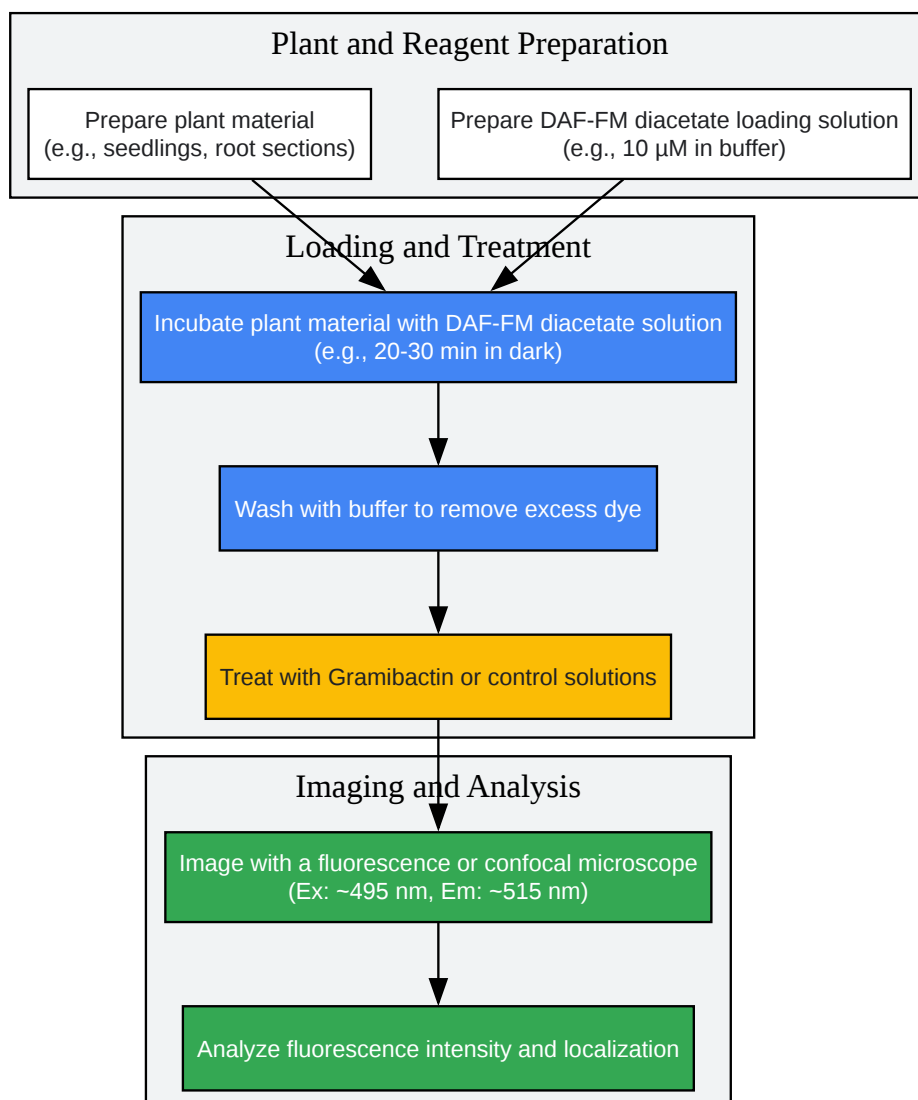 Plant and Reagent Preparation
Prepare plant material
(e.g., seedlings, root sections)
Prepare DAF-FM diacetate loading solution
(e.g., 10 µM in buffer)
Loading and Treatment
Incubate plant material with DAF-FM diacetate solution
(e.g., 20-30 min in dark)
Wash with buffer to remove excess dye
Treat with Gramibactin or control solutions
Imaging and Analysis
Image with a fluorescence or confocal microscope
(Ex: ~495 nm, Em: ~515 nm)
Analyze fluorescence intensity and localization